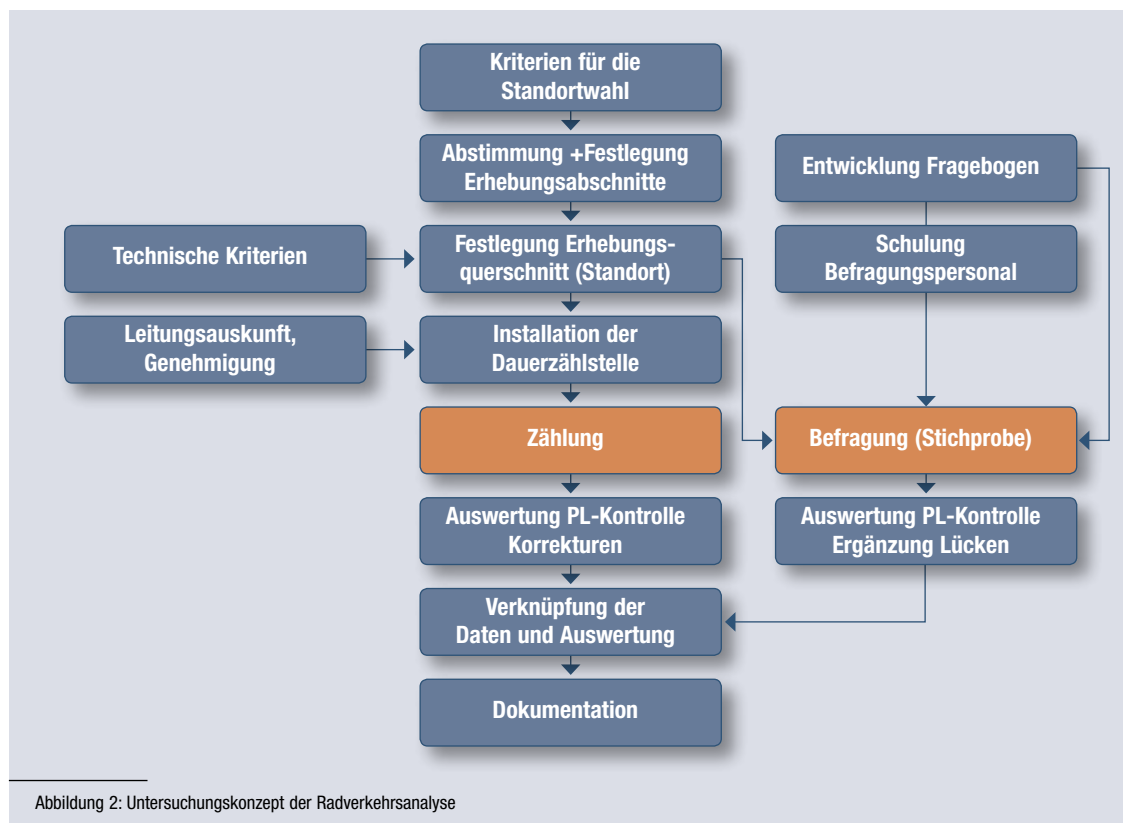 Kriterien für die
Standortwahl
Abstimmung +Festlegung
Erhebungsabschnitte
Entwicklung Fragebogen
Technische Kriterien
Festlegung Erhebungs-
querschnitt (Standort)
Schulung
Befragungspersonal
Leitungsauskunft,
Genehmigung
Installation der
Dauerzählstelle
Zählung
Befragung (Stichprobe)
Auswertung PL-Kontrolle
Korrekturen
Auswertung PL-Kontrolle
Ergänzung Lücken
Verknüpfung der
Daten und Auswertung
Dokumentation
Abbildung 2: Untersuchungskonzept der Radverkehrsanalyse